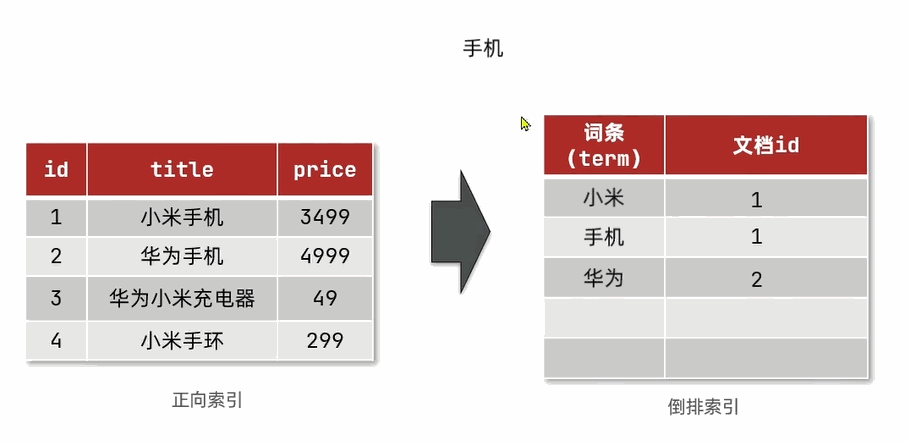 手机
id title price
1 小米手机 3499
2 华为手机 4999
3 华为小米充电器 49
4 小米手环 299
正向索引
词条
(term) 文档id
小米 1
手机 1
华为 2
倒排索引